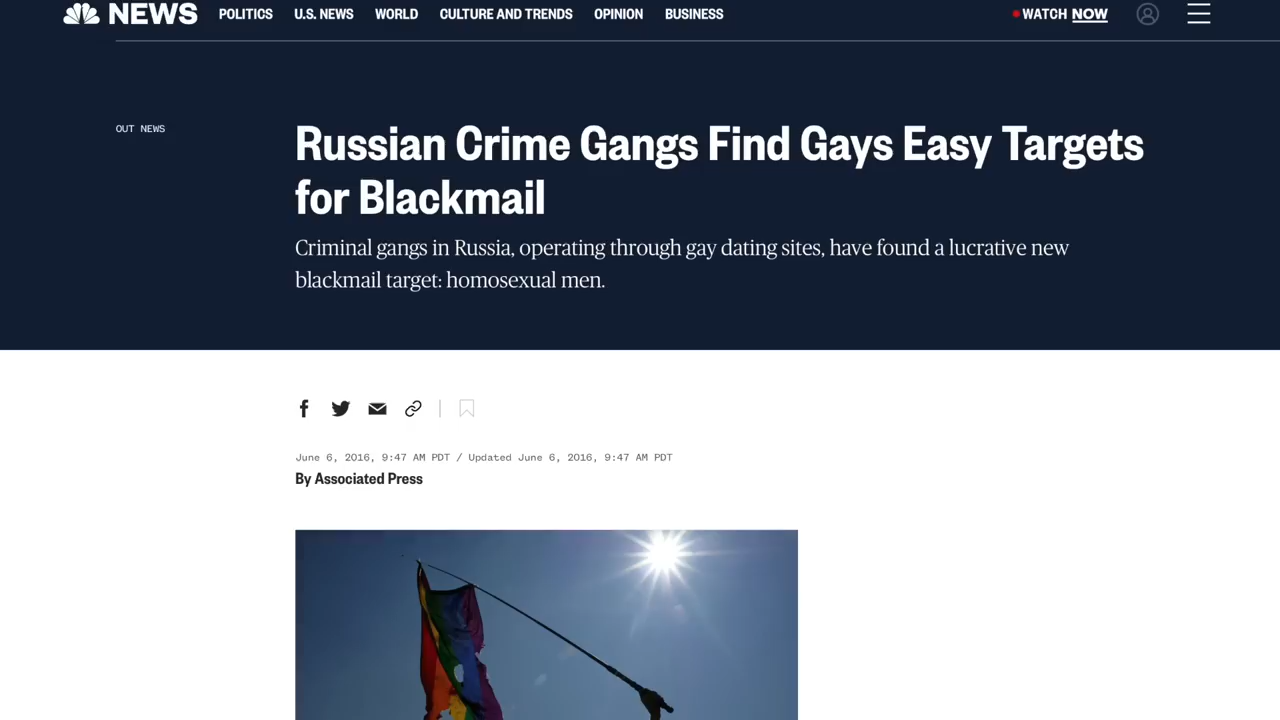 NEWS POLITICS U.S. NEWS WORLD CULTURE AND TRENDS OPINION BUSINESS WATCH NOW
OUT NEWS
Russian Crime Gangs Find Gays Easy Targets
for Blackmail
Criminal gangs in Russia, operating through gay dating sites, have found a lucrative new
blackmail target: homosexual men.
June 6, 2016, 9:47 AM PDT / Updated June 6, 2016, 9:47 AM PDT
By Associated Press